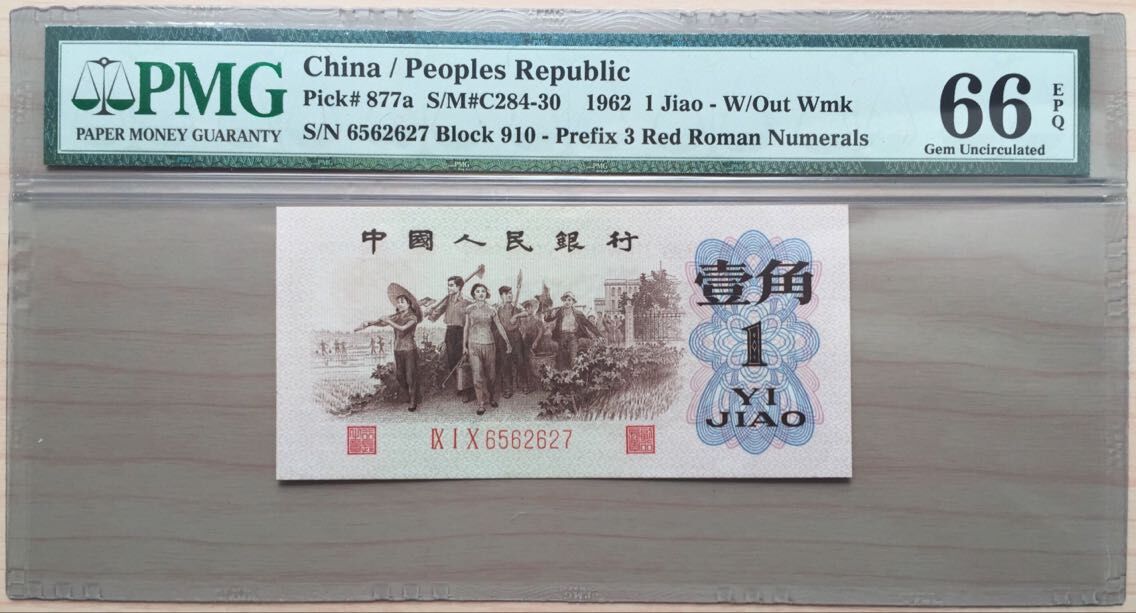 PMG
PAPER MONEY GUARANTY
China / Peoples Republic
Pick# 877a S/M#C284-30 1962 1 Jiao - W/Out Wmk
S/N 6562627 Block 910 - Prefix 3 Red Roman Numerals
66 EPQ
Gem Uncirculated
中國人民銀行
壹角
1
YI
JIAO
IX I X 6562627